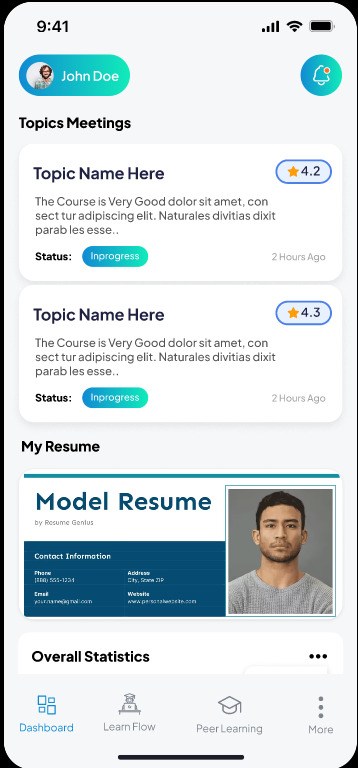 9:41
John Doe
Topics Meetings
Topic Name Here
4.2
The Course is Very Good dolor sit amet, con
sect tur adipiscing elit. Naturales divitias dixit
parab les esse..
Status: Inprogress 2 Hours Ago
Topic Name Here
4.3
The Course is Very Good dolor sit amet, con
sect tur adipiscing elit. Naturales divitias dixit
parab les esse..
Status: Inprogress 2 Hours Ago
My Resume
Model Resume
by Resume Genius
Contact Information
Phone Address
(888) 555-1234 City, State ZIP
Email Website
your.name@gmail.com www.personalwebsite.com
Overall Statistics
Dashboard Learn Flow Peer Learning More